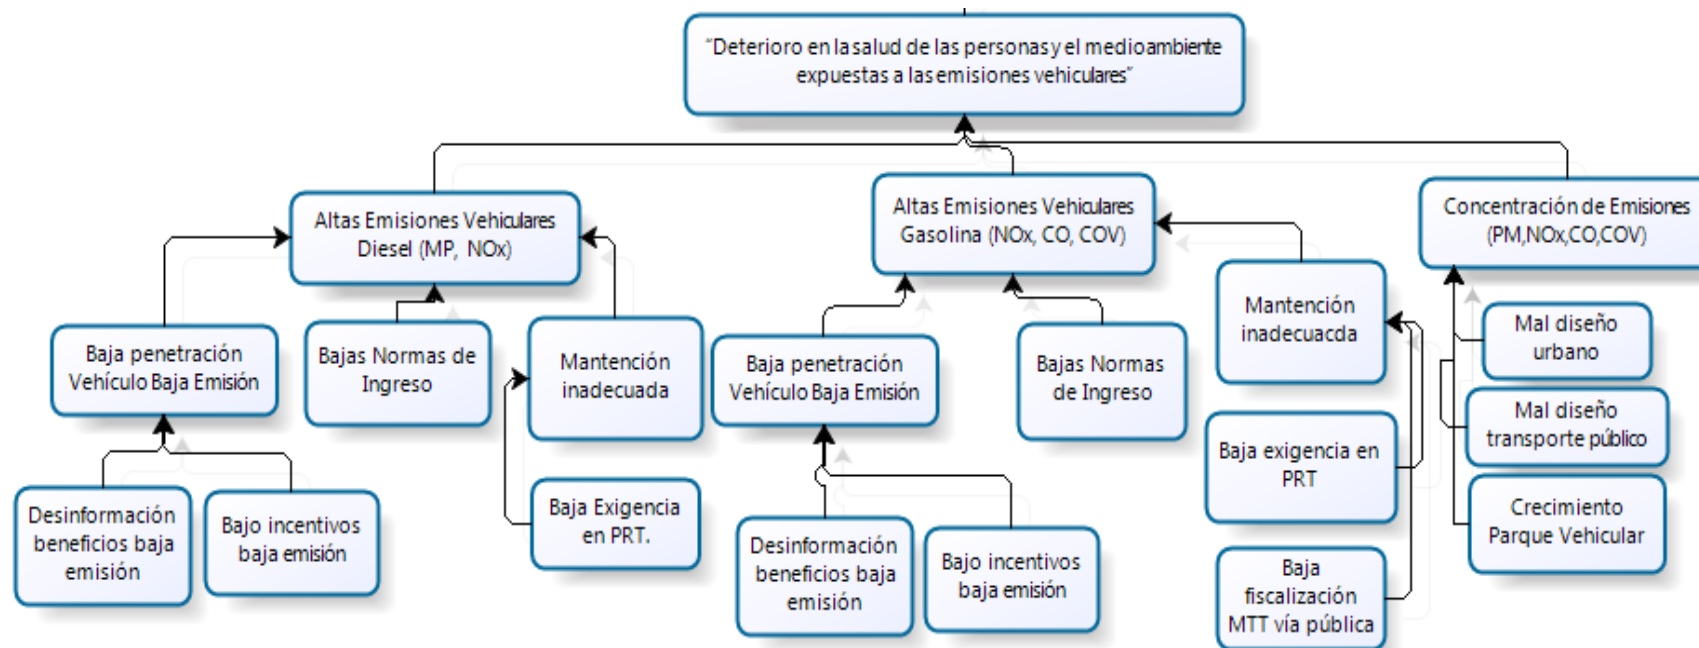 “Deterioro en la salud de las personas y el medioambiente
expuestas a las emisiones vehiculares”
Altas Emisiones Vehiculares
Diesel (MP, NOx)
Altas Emisiones Vehiculares
Gasolina (NOx, CO, COV)
Concentración de Emisiones
(PM,NOx,CO,COV)
Baja penetración
Vehículo Baja Emisión
Bajas Normas de
Ingreso
Mantención
inadecuada
Baja penetración
Vehículo Baja Emisión
Bajas Normas
de Ingreso
Mantención
inadecuacda
Mal diseño
urbano
Mal diseño
transporte público
Crecimiento
Parque Vehicular
Desinformación
beneficios baja
emisión
Bajo incentivos
baja emisión
Baja Exigencia
en PRT.
Desinformación
beneficios baja
emisión
Bajo incentivos
baja emisión
Baja exigencia en
PRT
Baja
fiscalización
MTT vía pública